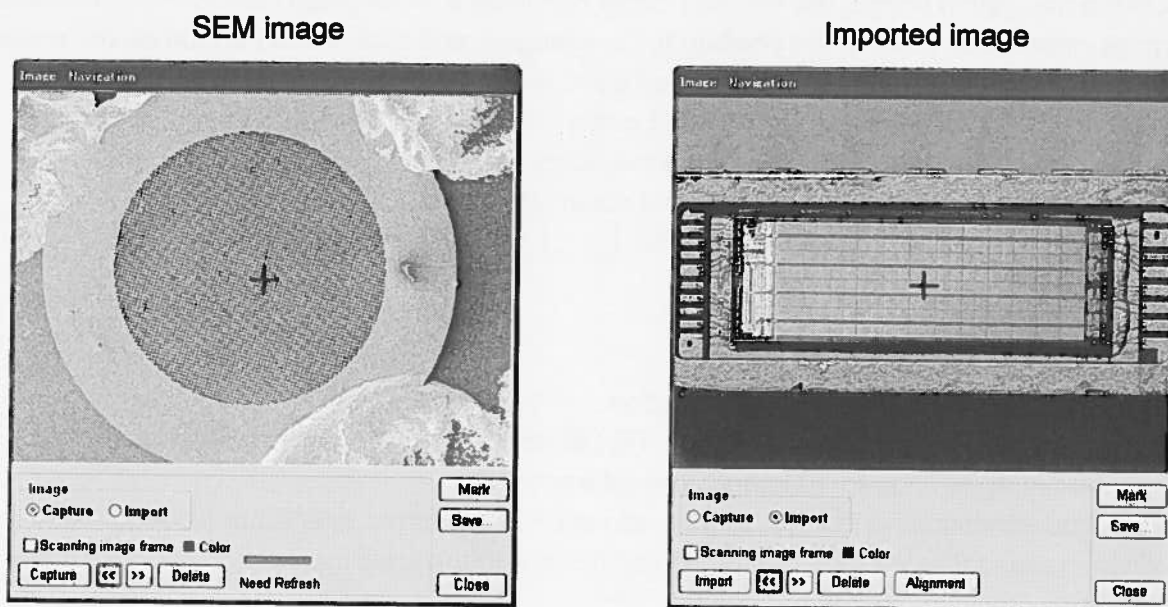 SEM image
Imported image
Image Navigation
Image
Capture Import
Scanning image frame Color
Capture << >> Delete
Need Refresh
Mark
Save...
Close
Image Navigation
Image
Capture Import
Scanning image frame Color
Import << >> Delete Alignment
Mark
Save...
Close